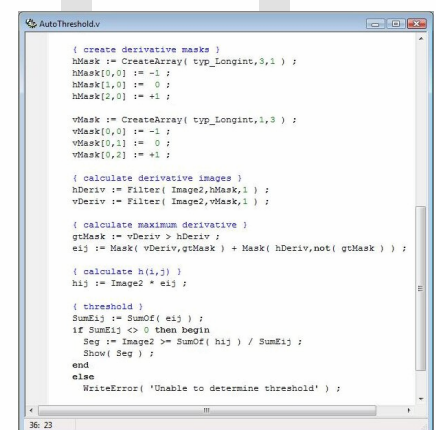 AutoThreshold.v
{ create derivative masks }
hMask := CreateArray( typ_Longint,3,1 ) ;
hMask[0,0] := -1 ;
hMask[1,0] := 0 ;
hMask[2,0] := +1 ;
vMask := CreateArray( typ_Longint,1,3 ) ;
vMask[0,0] := -1 ;
vMask[0,1] := 0 ;
vMask[0,2] := +1 ;
{ calculate derivative images }
hDeriv := Filter( Image2,hMask,1 ) ;
vDeriv := Filter( Image2,vMask,1 ) ;
{ calculate maximum derivative }
gtMask := vDeriv > hDeriv ;
eij := Mask( vDeriv,gtMask ) + Mask( hDeriv,not( gtMask ) ) ;
{ calculate h(i,j) }
hij := Image2 * eij ;
{ threshold }
SumEij := SumOf( eij ) ;
if SumEij <> 0 then begin
Seg := Image2 >= SumOf( hij ) / SumEij ;
Show( Seg ) ;
end
else
WriteError( 'Unable to determine threshold' ) ;
36: 23